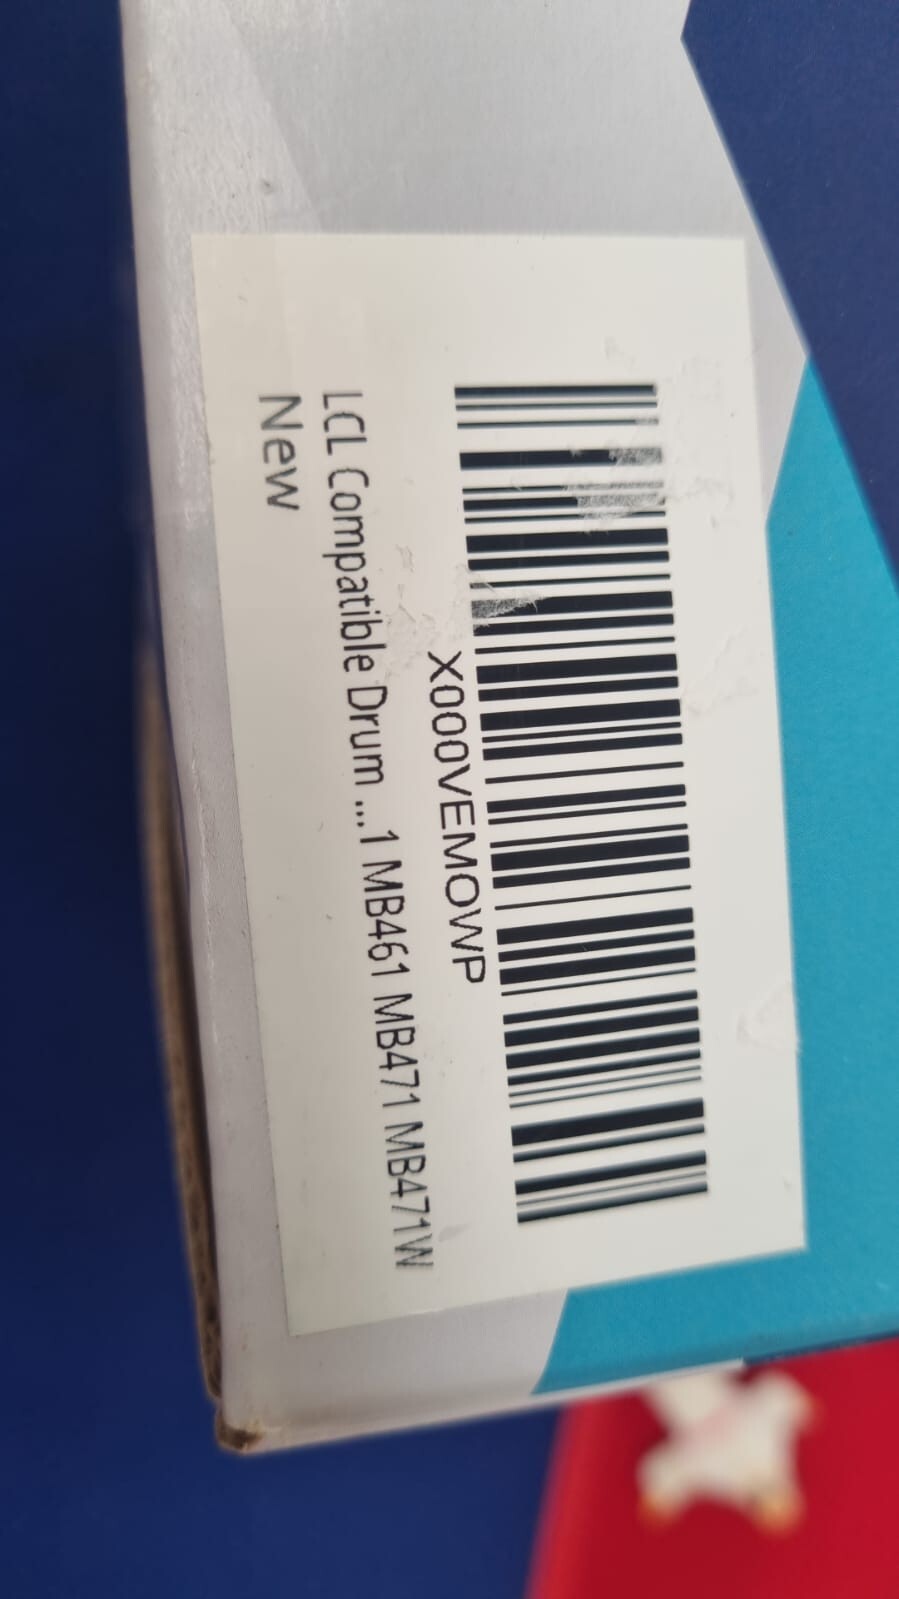 X000VEMOWP
LCL Compatible Drum ...1 MB461 MB471 MB471W
New